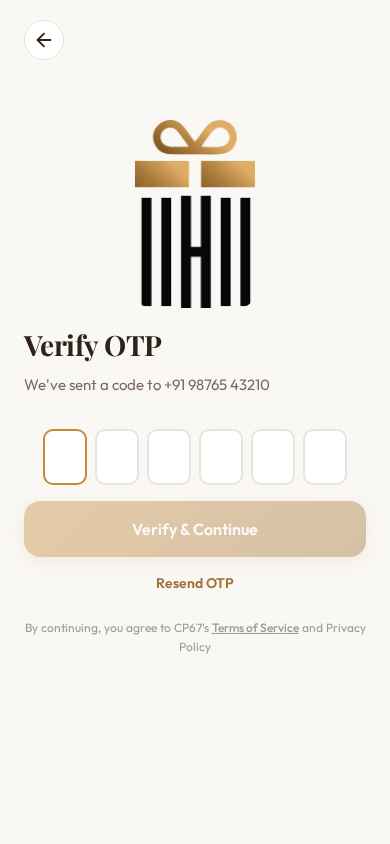 Verify OTP
We've sent a code to +91 98765 43210
Verify & Continue
Resend OTP
By continuing, you agree to CP67's Terms of Service and Privacy
Policy